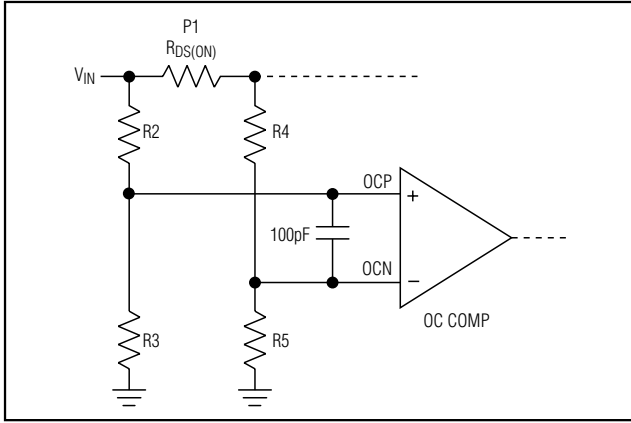 P1
RDS(ON)
VIN
R2
R4
OCP
+
100pF
OCN
−
R3
R5
OC COMP